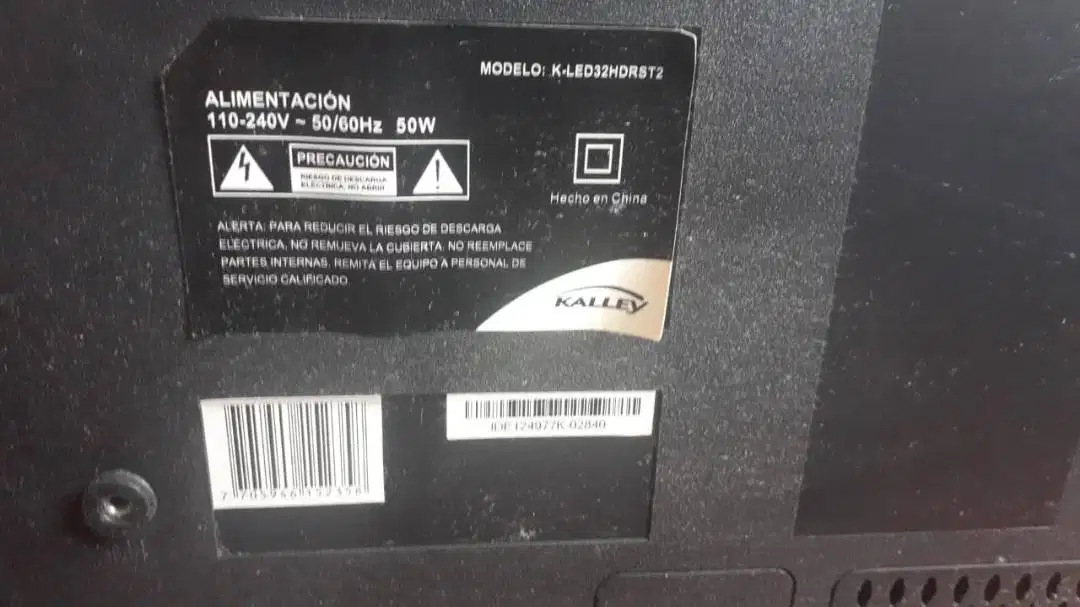 MODELO: K-LED32HDRST2
ALIMENTACIÓN
110-240V ~ 50/60Hz 50W
PRECAUCIÓN
RIESGO DE DESCARGA
ELÉCTRICA, NO ABRIR
Hecho en China
ALERTA: PARA REDUCIR EL RIESGO DE DESCARGA
ELÉCTRICA, NO REMUEVA LA CUBIERTA. NO REEMPLACE
PARTES INTERNAS. REMITA EL EQUIPO A PERSONAL DE
SERVICIO CALIFICADO
KALLEY